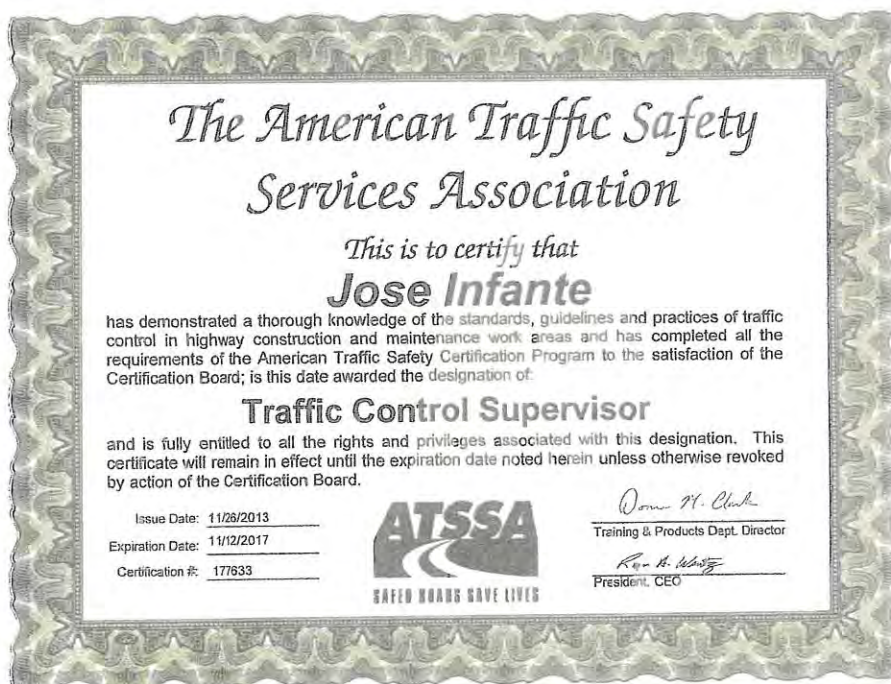 The American Traffic Safety
Services Association
This is to certify that
Jose Infante
has demonstrated a thorough knowledge of the standards, guidelines and practices of traffic
control in highway construction and maintenance work areas and has completed all the
requirements of the American Traffic Safety Certification Program to the satisfaction of the
Certification Board; is this date awarded the designation of:
Traffic Control Supervisor
and is fully entitled to all the rights and privileges associated with this designation. This
certificate will remain in effect until the expiration date noted herein unless otherwise revoked
by action of the Certification Board.
Issue Date: 11/26/2013
Expiration Date: 11/12/2017
Certification #: 177633
ATSSA
SAFER ROADS SAVE LIVES
Donna M. Clark
Training & Products Dept. Director
President, CEO